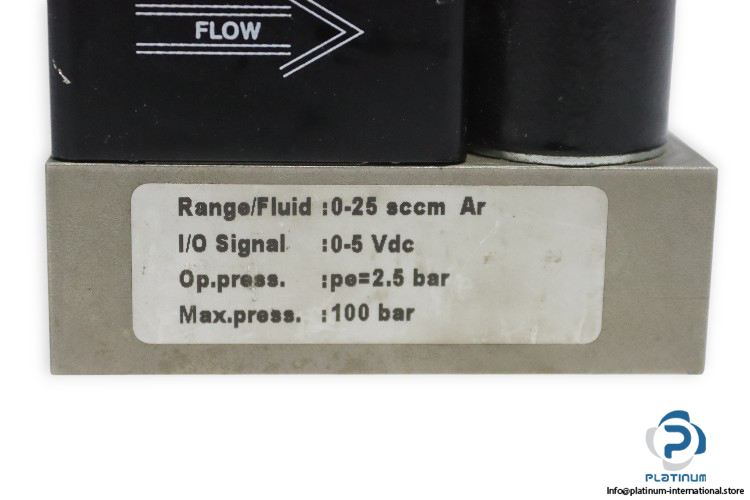 FLOW
Range/Fluid :0-25 sccm Ar
I/O Signal :0-5 Vdc
Op.press. :pe=2.5 bar
Max.press. :100 bar
PLATINUM
Info@platinum-international.store